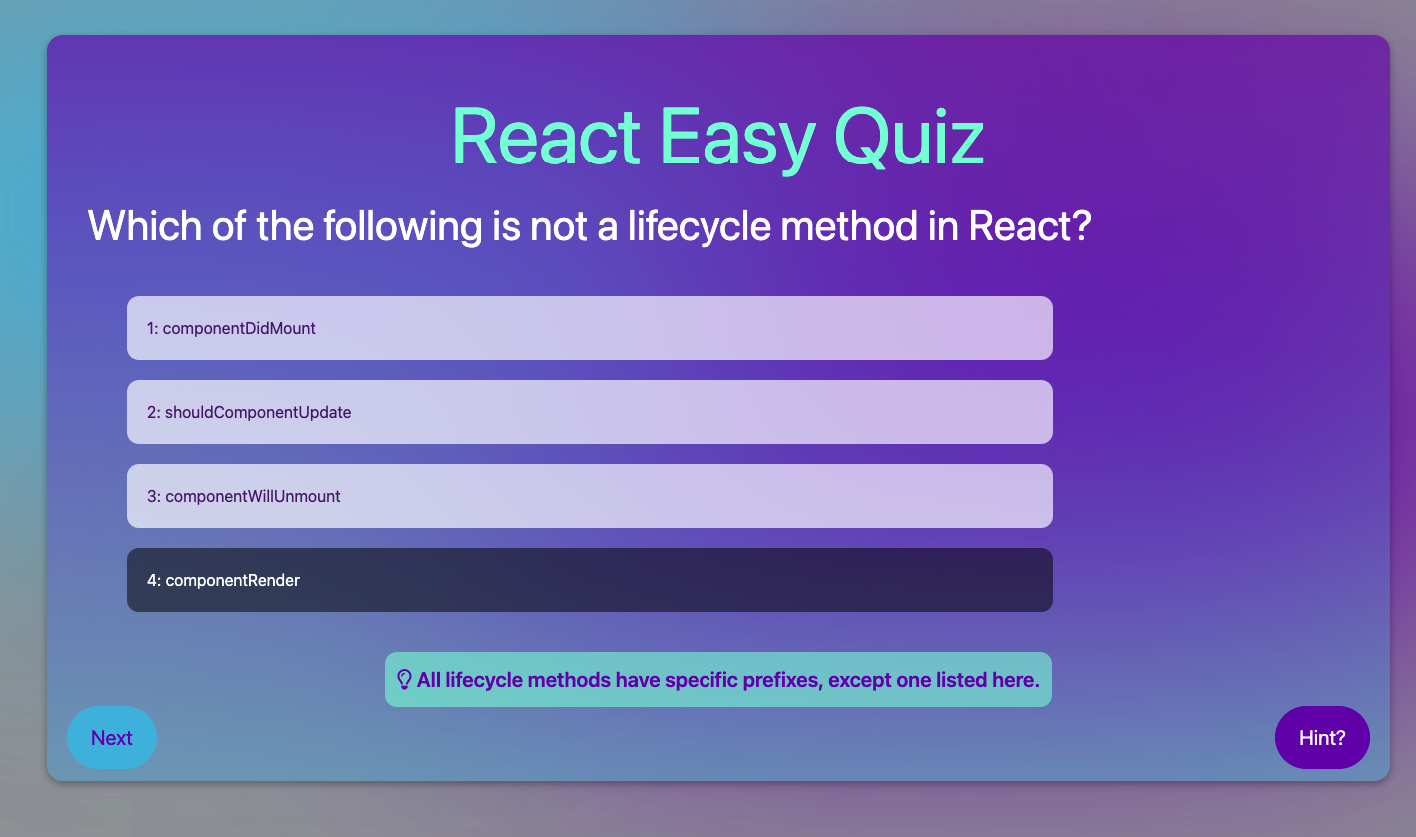 React Easy Quiz
Which of the following is not a lifecycle method in React?
1: componentDidMount
2: shouldComponentUpdate
3: componentWillUnmount
4: componentRender
All lifecycle methods have specific prefixes, except one listed here.
Next
Hint?